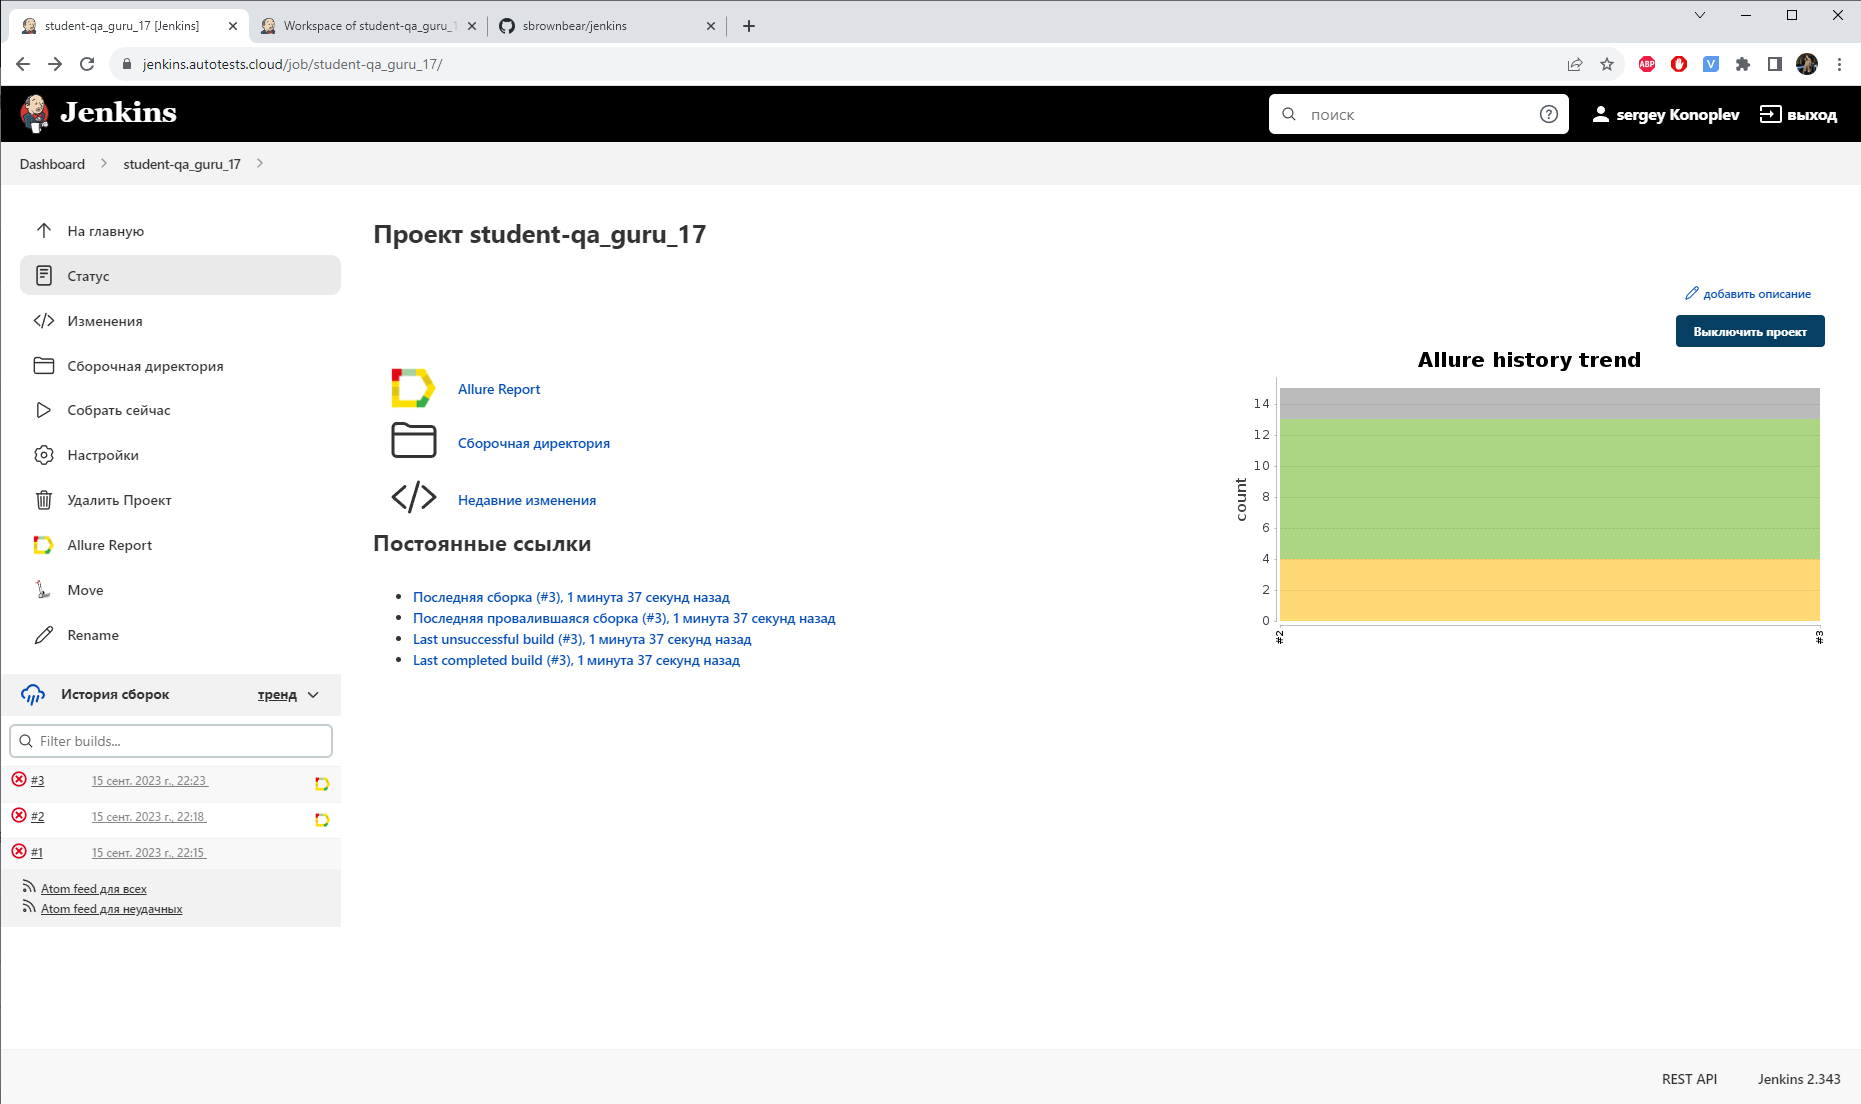 student-qa_guru_17 [Jenkins]
Workspace of student-qa_guru_1
sbrownbear/jenkins
jenkins.autotests.cloud/job/student-qa_guru_17/
ABP
V
Jenkins
поиск
?
sergey Konoplev
выход
Dashboard
student-qa_guru_17
На главную
Статус
Изменения
Сборочная директория
Собрать сейчас
Настройки
Удалить Проект
Allure Report
Move
Rename
История сборок
тренд
Filter builds...
#3
15 сент. 2023 г., 22:23
#2
15 сент. 2023 г., 22:18
#1
15 сент. 2023 г., 22:15
Atom feed для всех
Atom feed для неудачных
Проект student-qa_guru_17
добавить описание
Выключить проект
Allure Report
Сборочная директория
Недавние изменения
Постоянные ссылки
Последняя сборка (#3), 1 минута 37 секунд назад
Последняя провалившаяся сборка (#3), 1 минута 37 секунд назад
Last unsuccessful build (#3), 1 минута 37 секунд назад
Last completed build (#3), 1 минута 37 секунд назад
Allure history trend
count
14
12
10
8
6
4
2
0
#2
#3
REST API
Jenkins 2.343